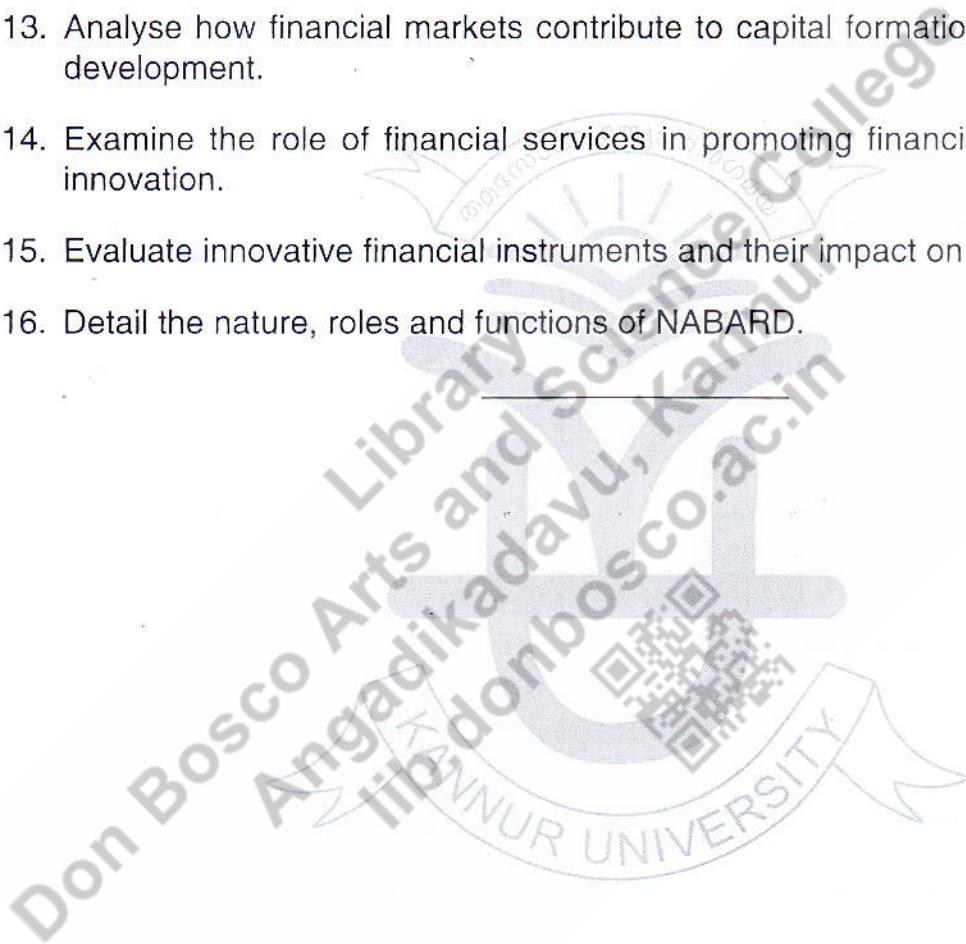 13. Analyse how financial markets contribute to capital formatio
development.
14. Examine the role of financial services in promoting financi
innovation.
15. Evaluate innovative financial instruments and their impact on
16. Detail the nature, roles and functions of NABARD.
Library
Don Bosco Arts and Science College
Angadikadavu, Kannur
lib.donbosco.ac.in
KANNUR UNIVERSITY